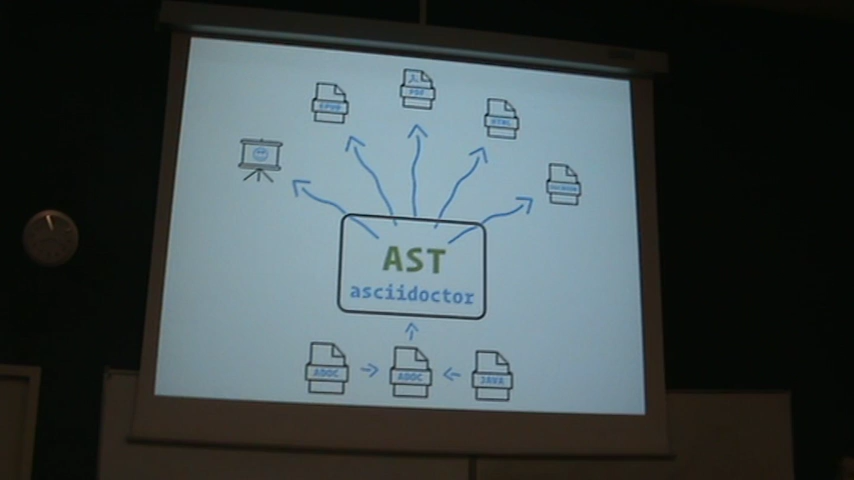 EPUB
PDF
HTML
AST
asciidoctor
ADOC
ADOC
JAVA